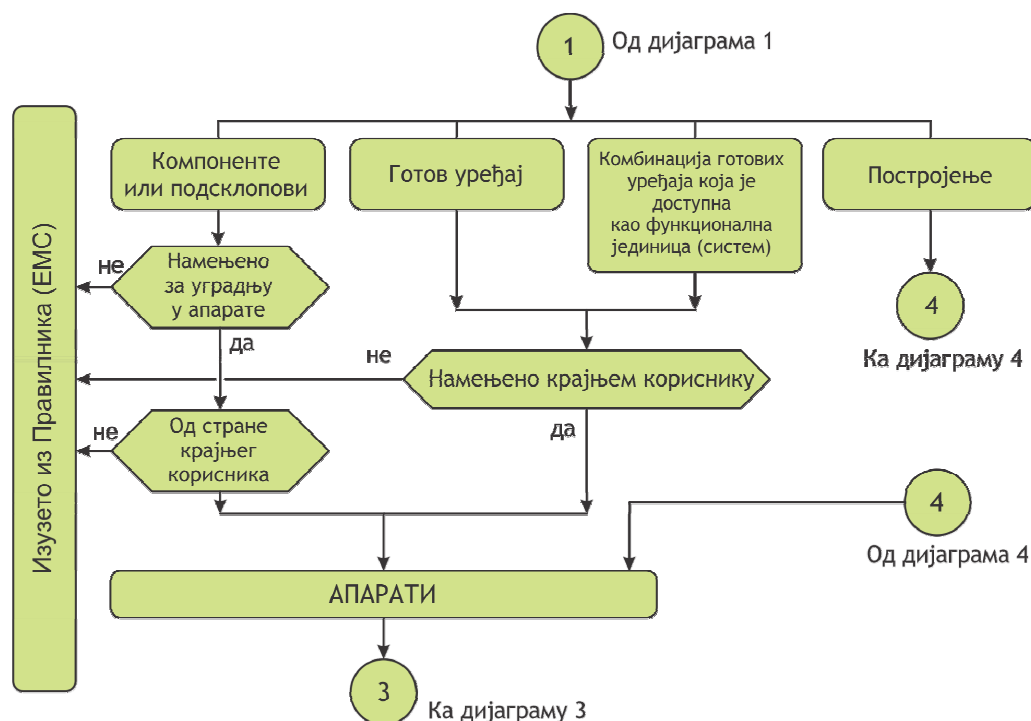 1
Од дијаграма 1
Компоненте
или подсклопови
Готов уређај
Комбинација готових
уређаја која је
доступна
као функционална
јединица (систем)
Постројење
Изузето из Правилника (ЕМС)
не
Намењено
за уградњу
у апарате
4
Ка дијаграму 4
да
не
Намењено крајњем кориснику
не
Од стране
крајњег
корисника
да
4
Од дијаграма 4
АПАРАТИ
3
Ка дијаграму 3